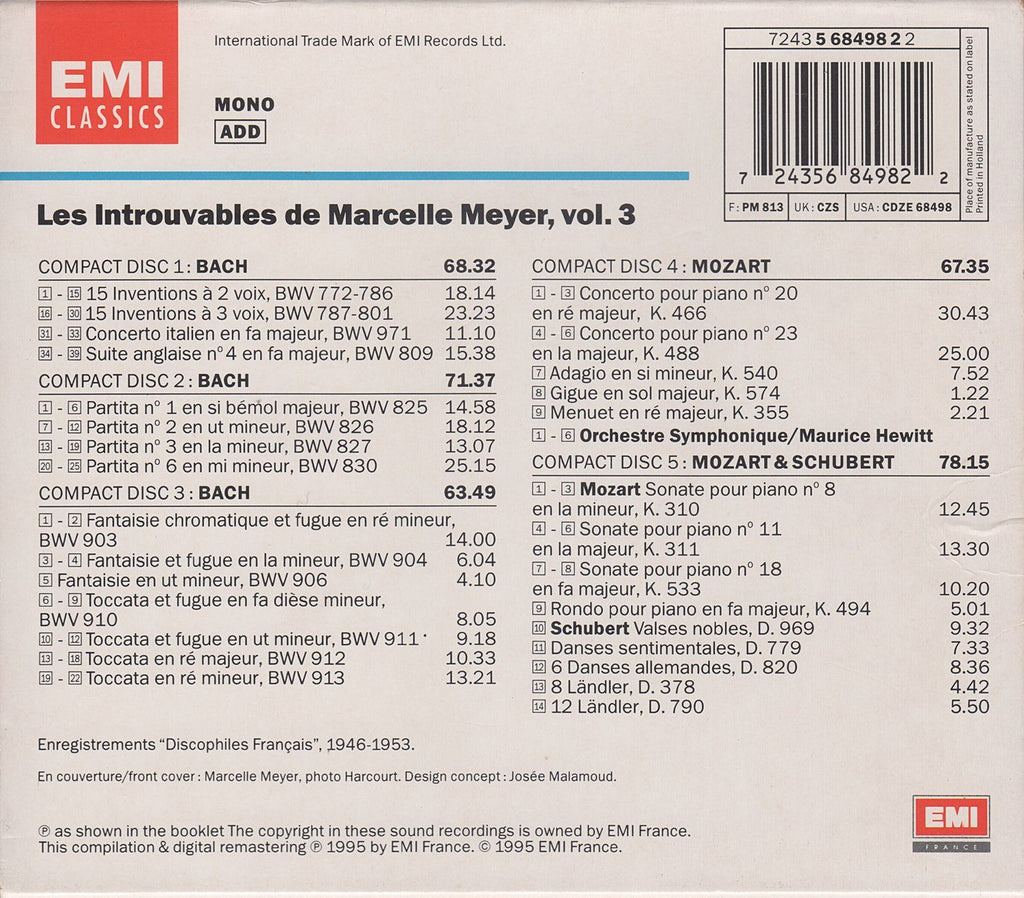 EMI
CLASSICS
International Trade Mark of EMI Records Ltd.
MONO
ADD
7243 5 68498 2 2
7 24356 84982 2
F: PM 813 UK: CZS USA: CDZE 68498
Place of manufacture as stated on label
Printed in Holland
Les Introuvables de Marcelle Meyer, vol. 3
COMPACT DISC 1: BACH 68.32
1 - 15 15 Inventions à 2 voix, BWV 772-786 18.14
16 - 30 15 Inventions à 3 voix, BWV 787-801 23.23
31 - 33 Concerto italien en fa majeur, BWV 971 11.10
34 - 39 Suite anglaise n° 4 en fa majeur, BWV 809 15.38
COMPACT DISC 2: BACH 71.37
1 - 6 Partita n° 1 en si bémol majeur, BWV 825 14.58
7 - 12 Partita n° 2 en ut mineur, BWV 826 18.12
13 - 19 Partita n° 3 en la mineur, BWV 827 13.07
20 - 25 Partita n° 6 en mi mineur, BWV 830 25.15
COMPACT DISC 3: BACH 63.49
1 - 2 Fantaisie chromatique et fugue en ré mineur,
BWV 903 14.00
3 - 4 Fantaisie et fugue en la mineur, BWV 904 6.04
5 Fantaisie en ut mineur, BWV 906 4.10
6 - 9 Toccata et fugue en fa dièse mineur,
BWV 910 8.05
10 - 12 Toccata et fugue en ut mineur, BWV 911 9.18
13 - 18 Toccata en ré majeur, BWV 912 10.33
19 - 22 Toccata en ré mineur, BWV 913 13.21
COMPACT DISC 4: MOZART 67.35
1 - 3 Concerto pour piano n° 20
en ré majeur, K. 466 30.43
4 - 6 Concerto pour piano n° 23
en la majeur, K. 488 25.00
7 Adagio en si mineur, K. 540 7.52
8 Gigue en sol majeur, K. 574 1.22
9 Menuet en ré majeur, K. 355 2.21
1 - 6 Orchestre Symphonique/Maurice Hewitt
COMPACT DISC 5: MOZART & SCHUBERT 78.15
1 - 3 Mozart Sonate pour piano n° 8
en la mineur, K. 310 12.45
4 - 6 Sonate pour piano n° 11
en la majeur, K. 311 13.30
7 - 8 Sonate pour piano n° 18
en fa majeur, K. 533 10.20
9 Rondo pour piano en fa majeur, K. 494 5.01
10 Schubert Valses nobles, D. 969 9.32
11 Danses sentimentales, D. 779 7.33
12 6 Danses allemandes, D. 820 8.36
13 8 Ländler, D. 378 4.42
14 12 Ländler, D. 790 5.50
Enregistrements “Discophiles Français”, 1946-1953.
En couverture/front cover: Marcelle Meyer, photo Harcourt. Design concept: Josée Malamoud.
℗ as shown in the booklet The copyright in these sound recordings is owned by EMI France.
This compilation & digital remastering ℗ 1995 by EMI France. © 1995 EMI France.
EMI
FRANCE